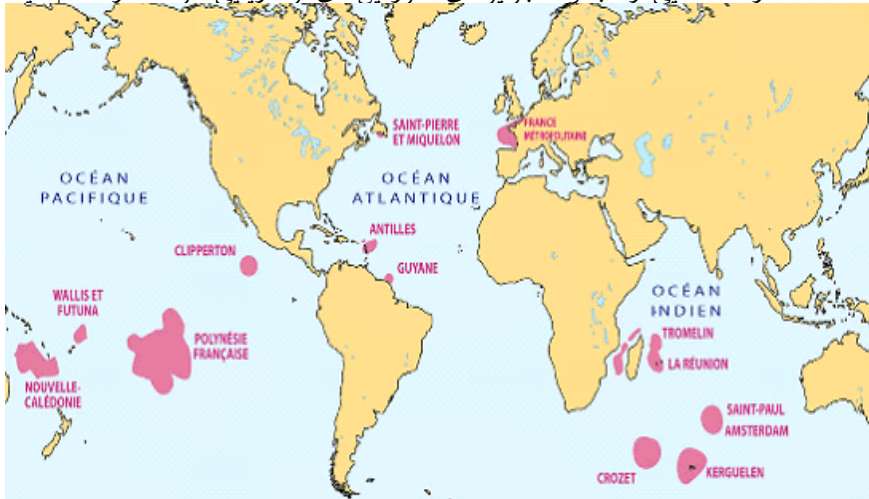 SAINT-PIERRE
ET MIQUELON
FRANCE
MÉTROPOLITAINE
OCÉAN
PACIFIQUE
OCÉAN
ATLANTIQUE
ANTILLES
CLIPPERTON
GUYANE
WALLIS ET
FUTUNA
OCÉAN
INDIEN
TROMELIN
POLYNÉSIE
FRANÇAISE
LA RÉUNION
NOUVELLE-
CALÉDONIE
SAINT-PAUL
AMSTERDAM
CROZET
KERGUELEN